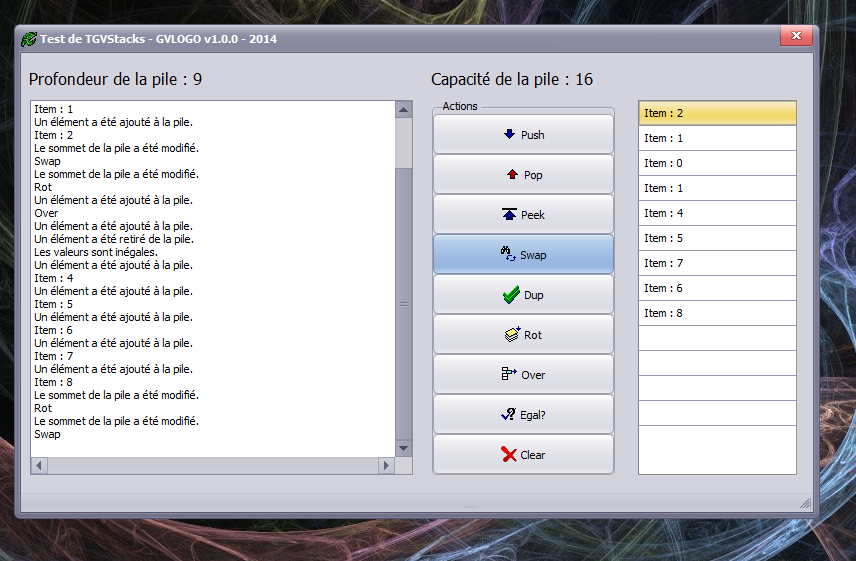 Test de TGVStacks - GVLOGO v1.0.0 - 2014
Profondeur de la pile : 9
Capacité de la pile : 16
Item : 1
Un élément a été ajouté à la pile.
Item : 2
Le sommet de la pile a été modifié.
Swap
Le sommet de la pile a été modifié.
Rot
Un élément a été ajouté à la pile.
Over
Un élément a été ajouté à la pile.
Un élément a été retiré de la pile.
Les valeurs sont inégales.
Un élément a été ajouté à la pile.
Item : 4
Un élément a été ajouté à la pile.
Item : 5
Un élément a été ajouté à la pile.
Item : 6
Un élément a été ajouté à la pile.
Item : 7
Un élément a été ajouté à la pile.
Item : 8
Le sommet de la pile a été modifié.
Rot
Le sommet de la pile a été modifié.
Swap
Actions
Push
Pop
Peek
Swap
Dup
Rot
Over
Egal?
Clear
Item : 2
Item : 1
Item : 0
Item : 1
Item : 4
Item : 5
Item : 7
Item : 6
Item : 8